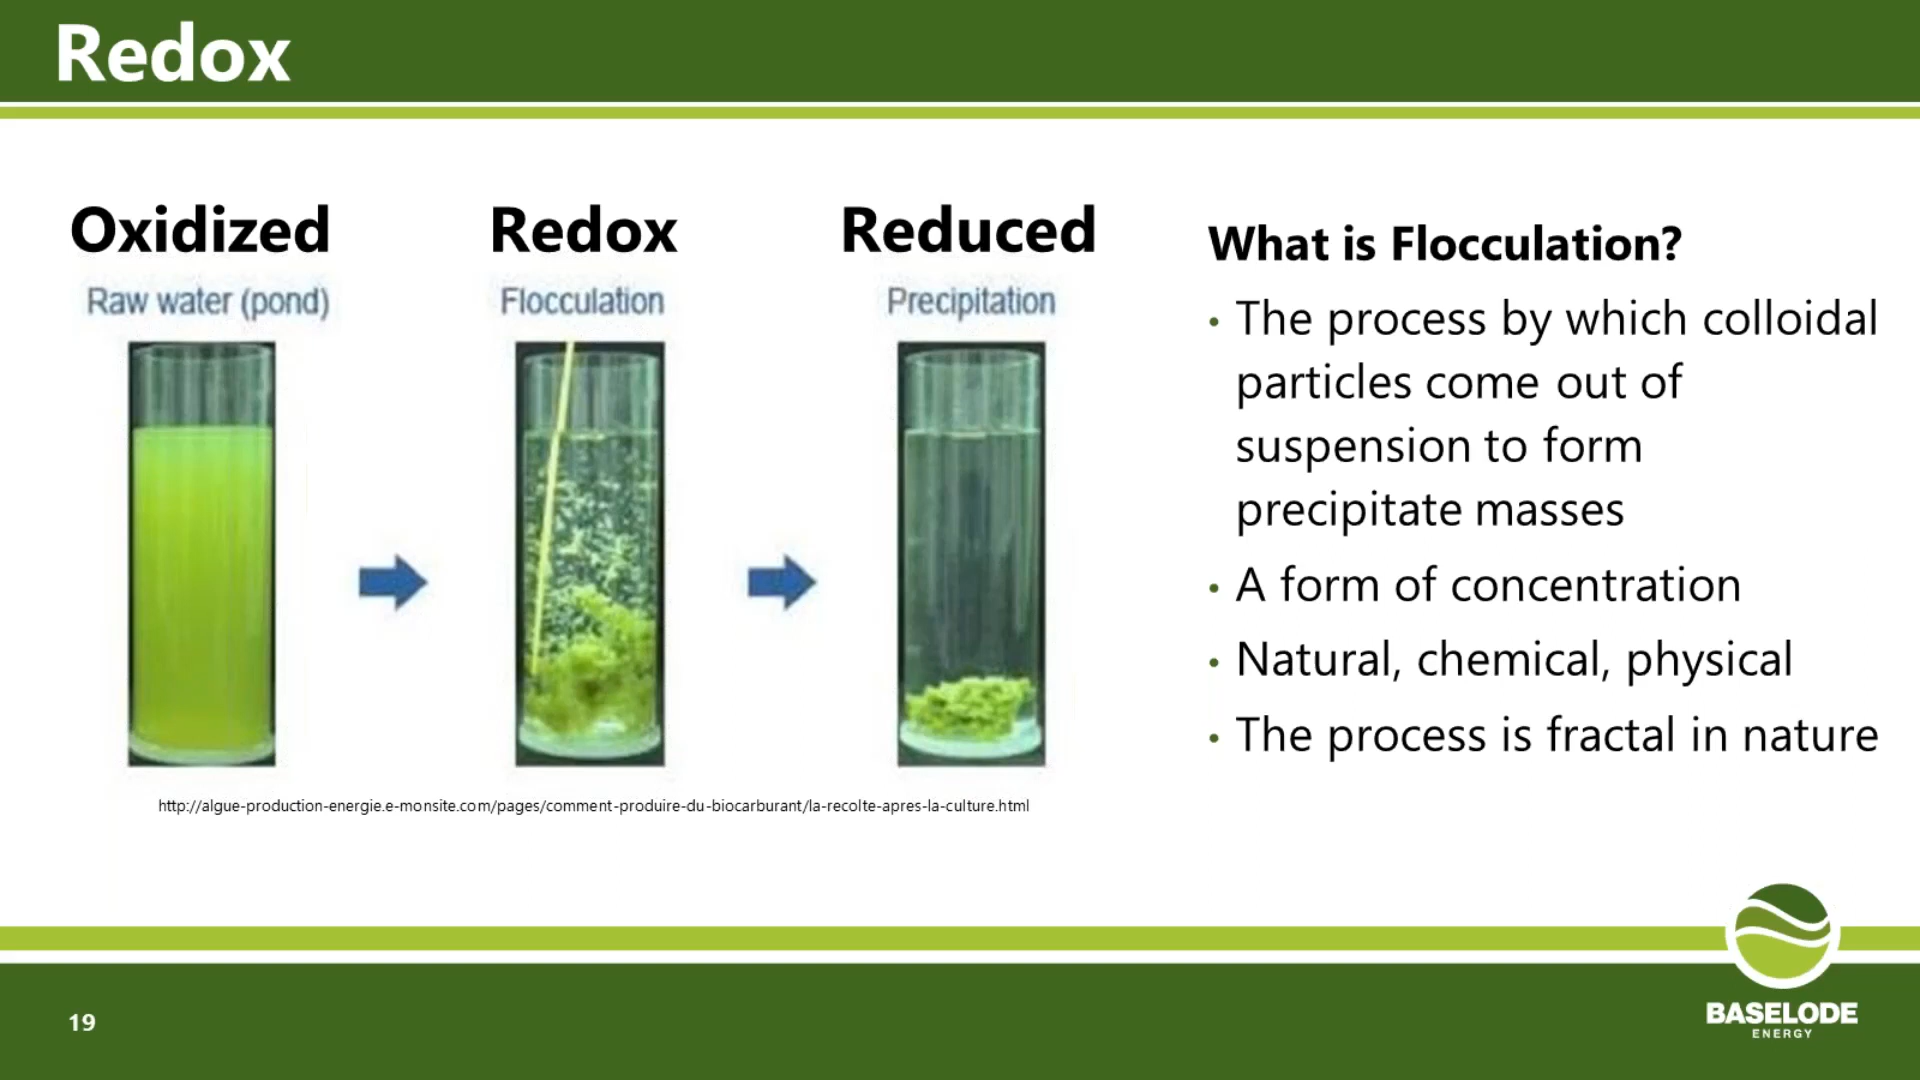 Redox
Oxidized
Raw water (pond)
Redox
Flocculation
Reduced
Precipitation
http://algue-production-energie.e-monsite.com/pages/comment-produire-du-biocarburant/la-recolte-apres-la-culture.html
What is Flocculation?
• The process by which colloidal
particles come out of
suspension to form
precipitate masses
• A form of concentration
• Natural, chemical, physical
• The process is fractal in nature
19
BASELODE
ENERGY